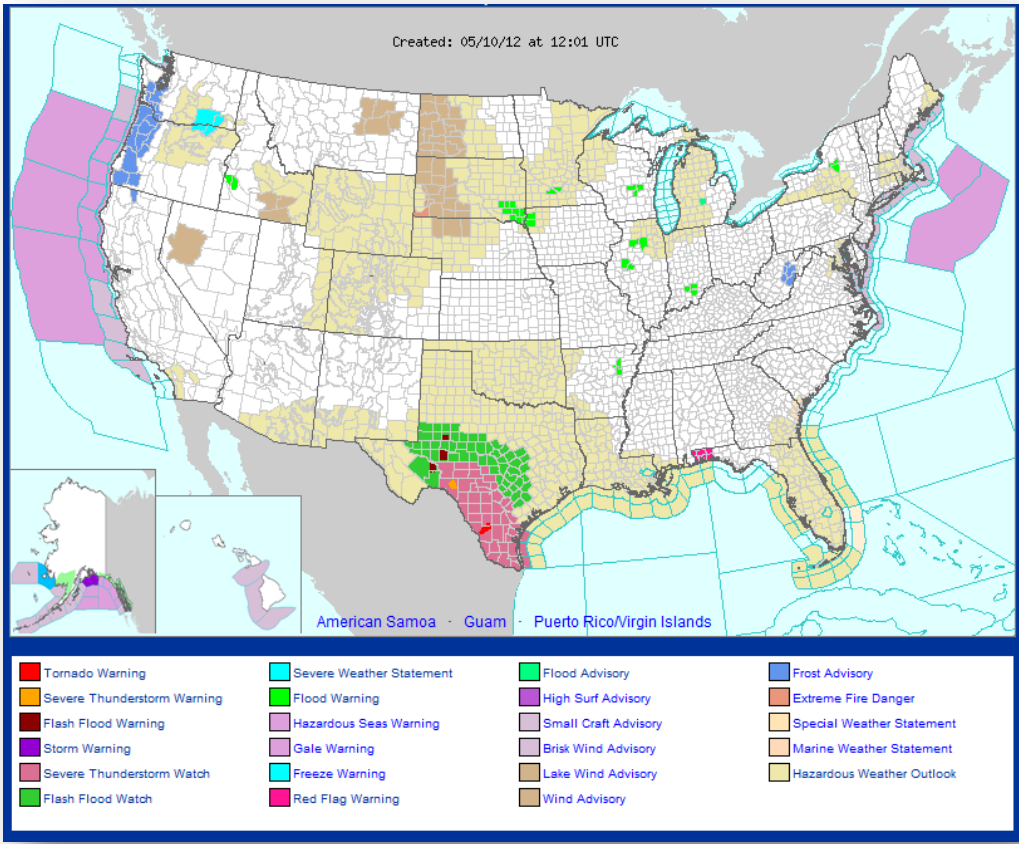 Created: 05/10/12 at 12:01 UTC
American Samoa · Guam · Puerto Rico/Virgin Islands
Tornado Warning
Severe Thunderstorm Warning
Flash Flood Warning
Storm Warning
Severe Thunderstorm Watch
Flash Flood Watch
Severe Weather Statement
Flood Warning
Hazardous Seas Warning
Gale Warning
Freeze Warning
Red Flag Warning
Flood Advisory
High Surf Advisory
Small Craft Advisory
Brisk Wind Advisory
Lake Wind Advisory
Wind Advisory
Frost Advisory
Extreme Fire Danger
Special Weather Statement
Marine Weather Statement
Hazardous Weather Outlook